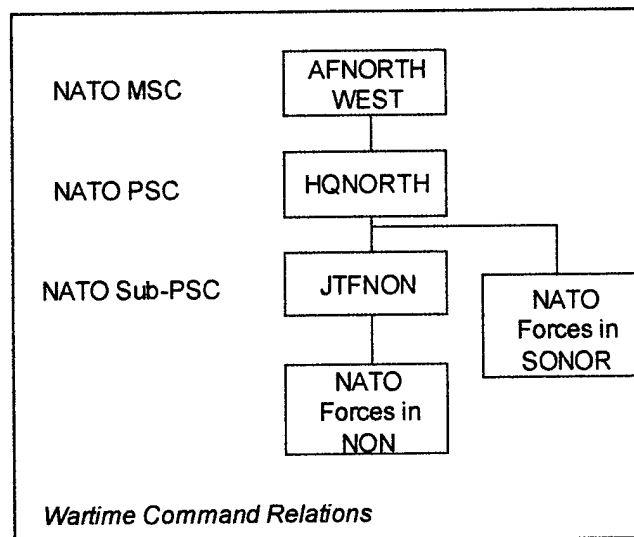 NATO MSC
AFNORTH
WEST
NATO PSC
HQNORTH
NATO Sub-PSC
JTFNON
NATO
Forces in
SONOR
NATO
Forces in
NON
Wartime Command Relations